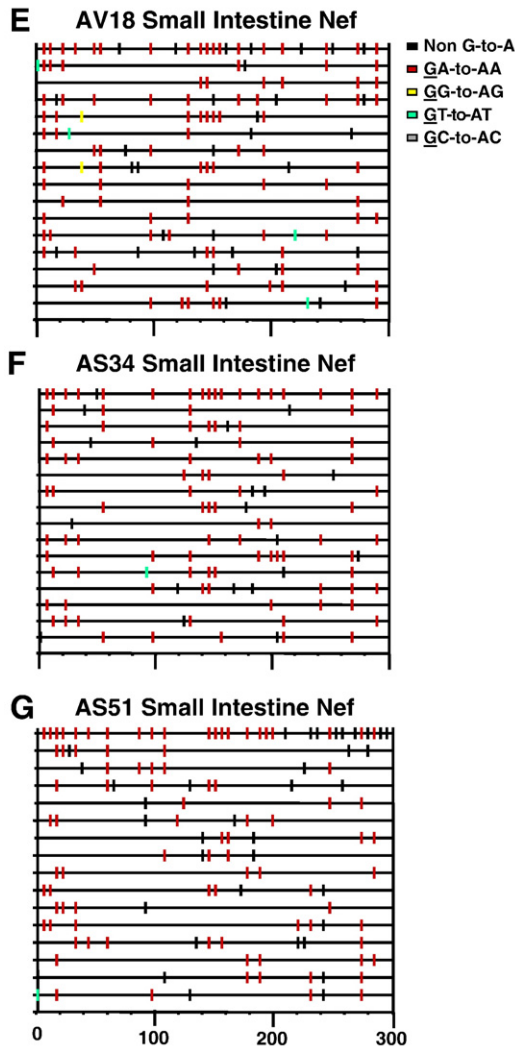 E
AV18 Small Intestine Nef
Non G-to-A
GA-to-AA
GG-to-AG
GT-to-AT
GC-to-AC
F
AS34 Small Intestine Nef
G
AS51 Small Intestine Nef
0 100 200 300